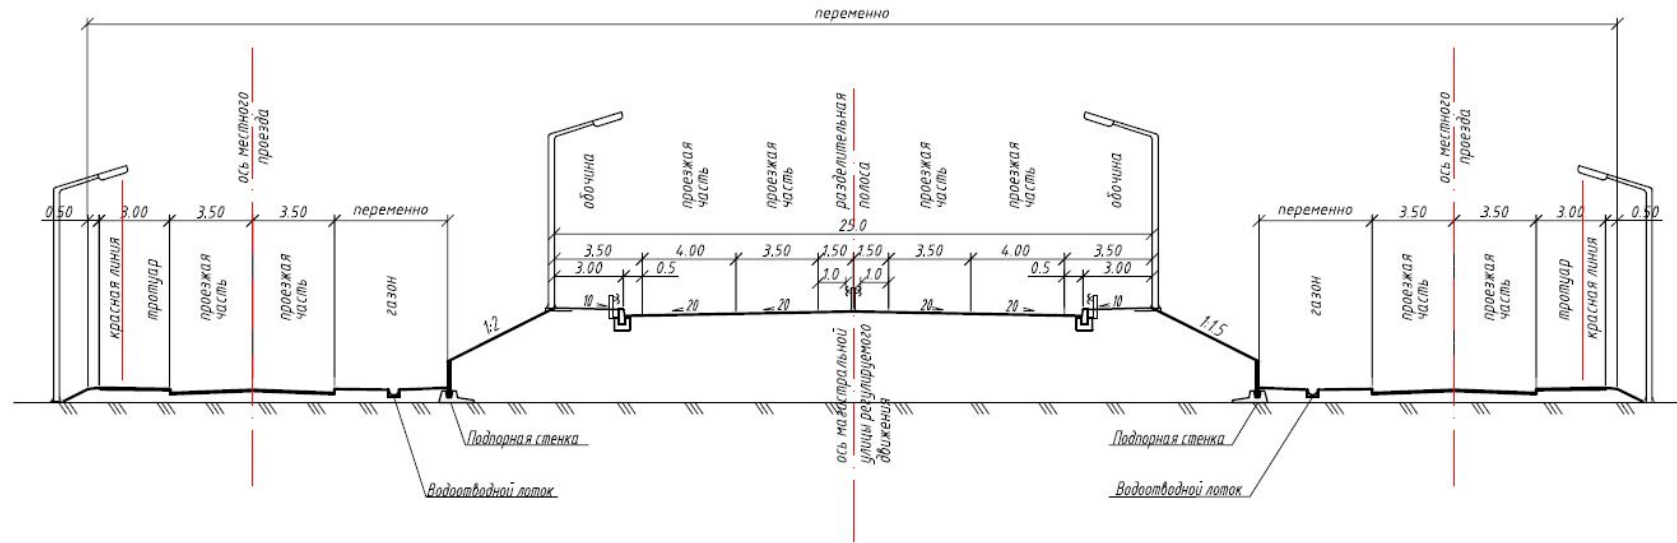 переменно
ось местного
проезда
разделительная
полоса
ось местного
проезда
обочина
проезжая
часть
проезжая
часть
проезжая
часть
проезжая
часть
обочина
0.50
3.00
3,50
3.50
переменно
25.0
переменно
3.50
3.50
3.00
0.50
3,50
4.00
3,50
1,50
1.50
3,50
4.00
3,50
3.00
0.5
1.0
1.0
0.5
3.00
красная линия
тротуар
проезжая
часть
проезжая
часть
газон
газон
проезжая
часть
проезжая
часть
тротуар
красная линия
10
20
20
20
20
10
1:2
1:1.5
ось магистральной
улицы регулируемого
движения
Подпорная стенка
Подпорная стенка
Водоотводной лоток
Водоотводной лоток